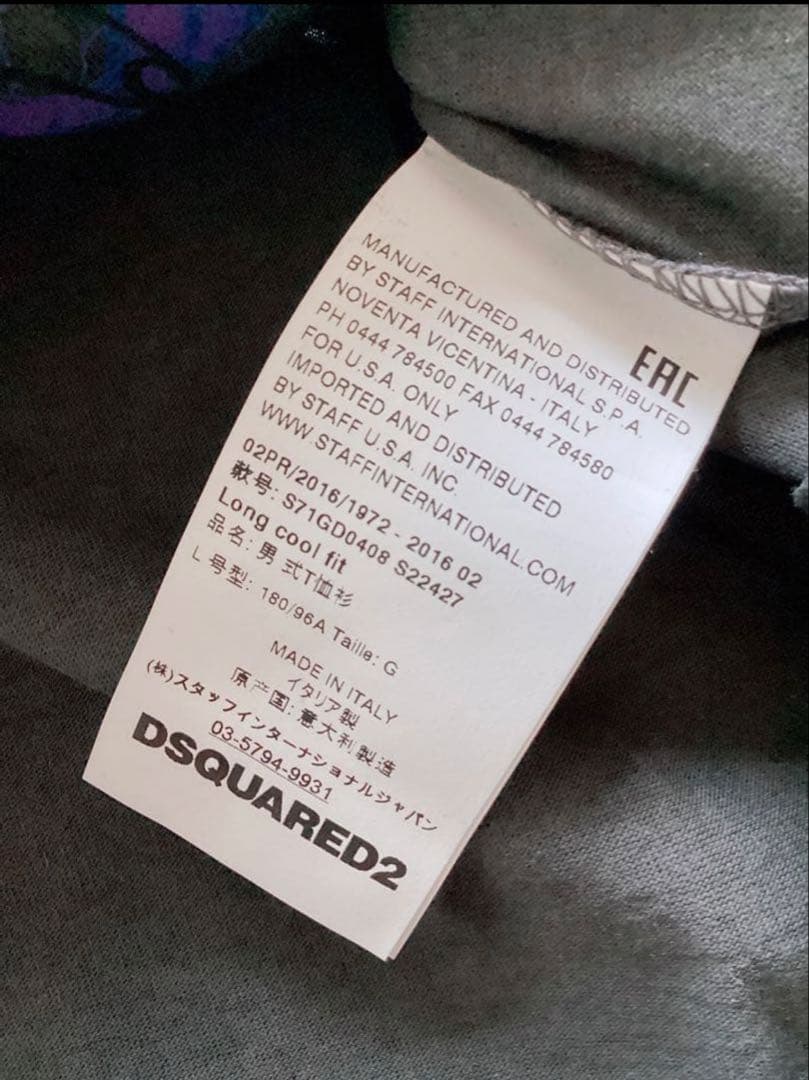 EAC
MANUFACTURED AND DISTRIBUTED
BY STAFF INTERNATIONAL S.P.A.
NOVENTA VICENTINA - ITALY
PH 0444 784500 FAX 0444 784580
FOR U.S.A. ONLY
IMPORTED AND DISTRIBUTED
BY STAFF U.S.A. INC.
WWW.STAFFINTERNATIONAL.COM
02PR/2016/1972 - 2016 02
款号: S71GD0408 S22427
Long cool fit
品名: 男式T恤衫
L 号型: 180/96A Taille: G
MADE IN ITALY
イタリア製
原产国: 意大利製造
(株)スタッフインターナショナルジャパン
03-5794-9931
DSQUARED2